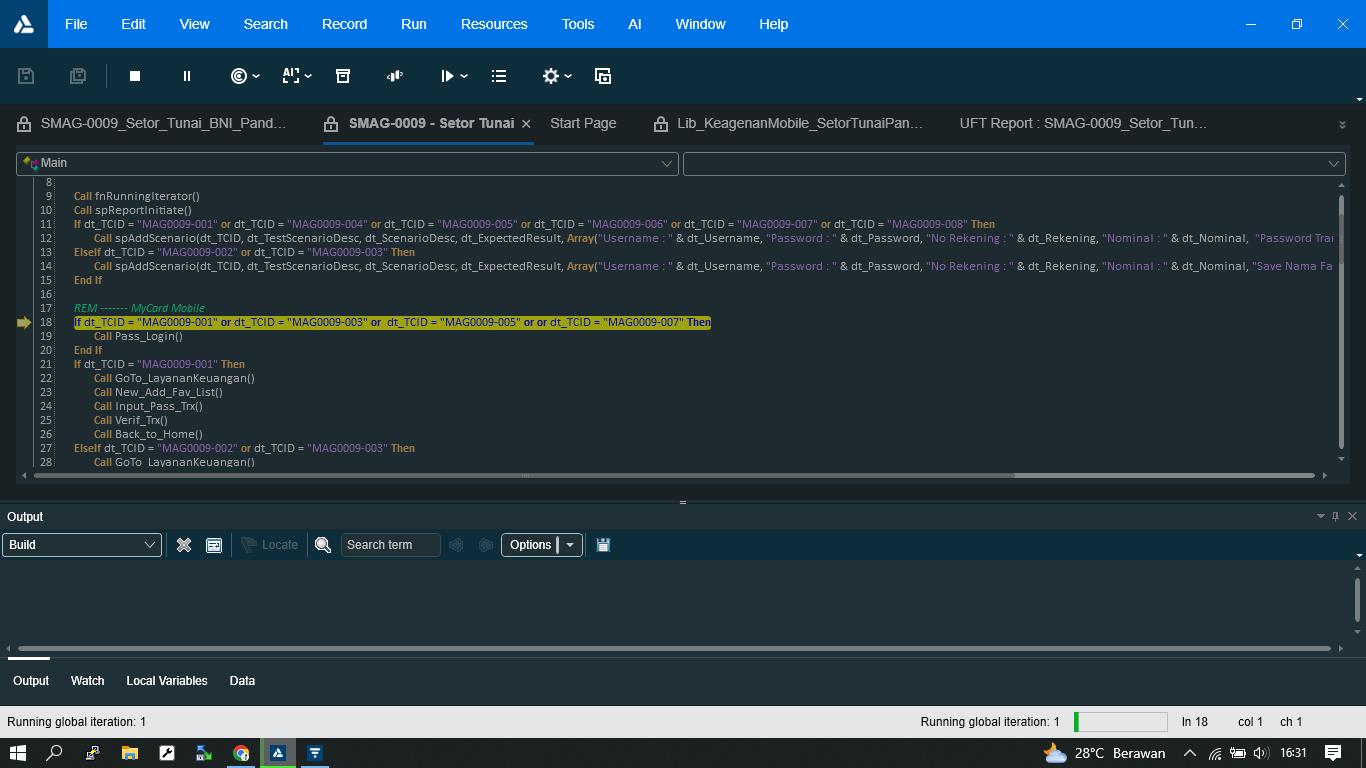 File Edit View Search Record Run Resources Tools AI Window Help
SMAG-0009_Setor_Tunai_BNI_Pand... SMAG-0009 - Setor Tunai Start Page Lib_KeagenanMobile_SetorTunaiPan... UFT Report : SMAG-0009_Setor_Tun...
Main
8
9 Call fnRunningIterator()
10 Call spReportInitiate()
11 If dt_TCID = "MAG0009-001" or dt_TCID = "MAG0009-004" or dt_TCID = "MAG0009-005" or dt_TCID = "MAG0009-006" or dt_TCID = "MAG0009-007" or dt_TCID = "MAG0009-008" Then
12 Call spAddScenario(dt_TCID, dt_TestScenarioDesc, dt_ScenarioDesc, dt_ExpectedResult, Array("Username : " & dt_Username, "Password : " & dt_Password, "No Rekening : " & dt_Rekening, "Nominal : " & dt_Nominal, "Password Tra
13 ElseIf dt_TCID = "MAG0009-002" or dt_TCID = "MAG0009-003" Then
14 Call spAddScenario(dt_TCID, dt_TestScenarioDesc, dt_ScenarioDesc, dt_ExpectedResult, Array("Username : " & dt_Username, "Password : " & dt_Password, "No Rekening : " & dt_Rekening, "Nominal : " & dt_Nominal, "Save Nama Fa
15 End If
16
17 REM ------- MyCard Mobile
18 If dt_TCID = "MAG0009-001" or dt_TCID = "MAG0009-003" or dt_TCID = "MAG0009-005" or or dt_TCID = "MAG0009-007" Then
19 Call Pass_Login()
20 End If
21 If dt_TCID = "MAG0009-001" Then
22 Call GoTo_LayananKeuangan()
23 Call New_Add_Fav_List()
24 Call Input_Pass_Trx()
25 Call Verif_Trx()
26 Call Back_to_Home()
27 ElseIf dt_TCID = "MAG0009-002" or dt_TCID = "MAG0009-003" Then
28 Call GoTo_LayananKeuangan()
Output
Build Locate Search term Options
Output Watch Local Variables Data
Running global iteration: 1 Running global iteration: 1 ln 18 col 1 ch 1
28°C Berawan 16:31